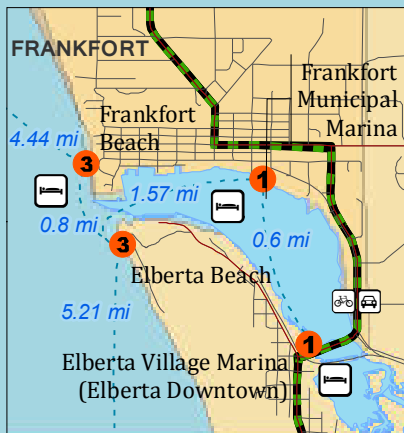 FRANKFORT
Frankfort
Municipal
Marina
Frankfort
Beach
4.44 mi
3
1
1.57 mi
0.8 mi
3
0.6 mi
Elberta Beach
5.21 mi
1
Elberta Village Marina
(Elberta Downtown)